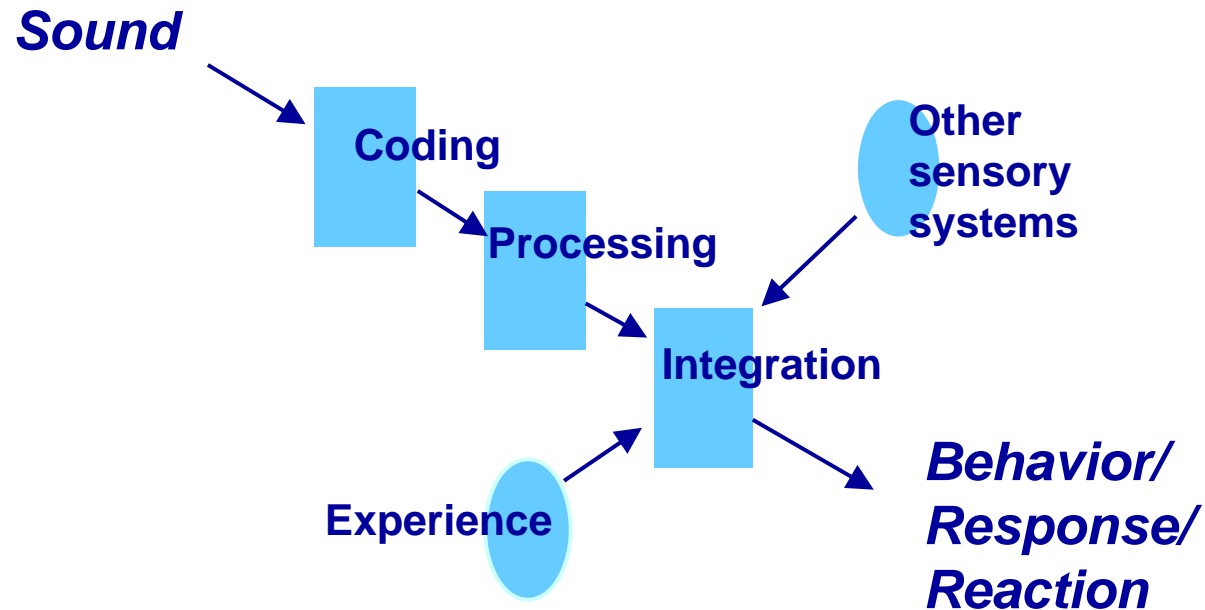 Sound
Coding
Other
sensory
systems
Processing
Integration
Experience
Behavior/
Response/
Reaction